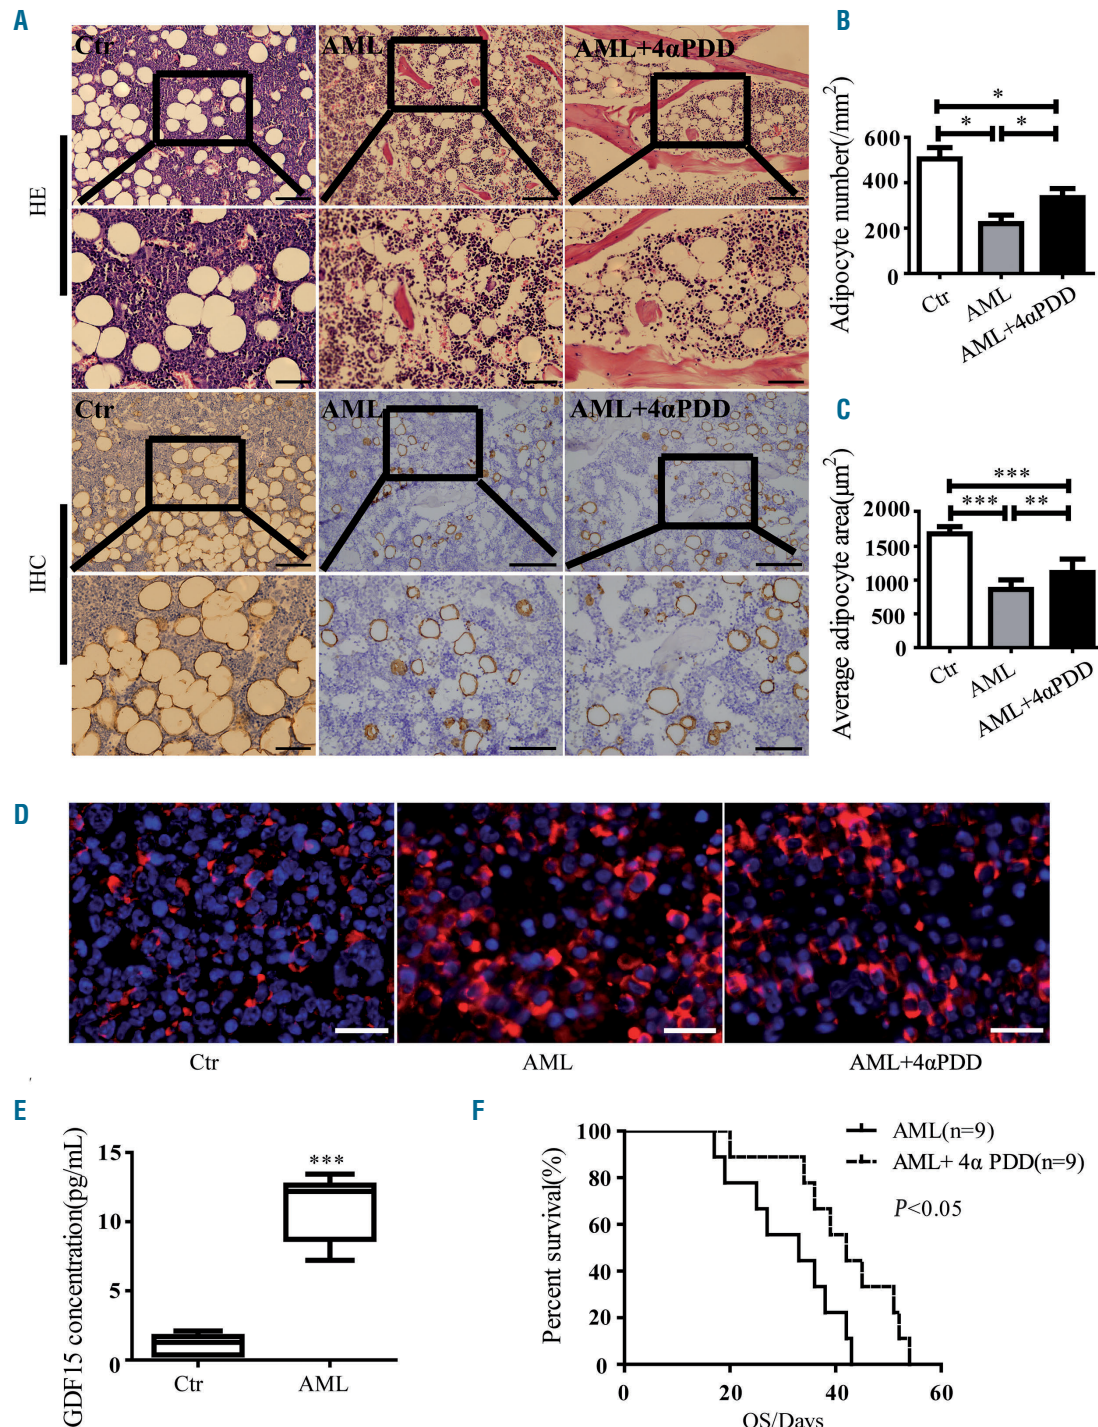 A
Ctr
AML
AML+4αPDD
HE
Ctr
AML
AML+4αPDD
IHC
B
*
*
*
Adipocyte number(/mm²)
600
400
200
0
Ctr
AML
AML+4αPDD
C
***
***
**
Average adipocyte area(µm²)
2000
1500
1000
500
0
Ctr
AML
AML+4αPDD
D
Ctr
AML
AML+4αPDD
E
GDF15 concentration(pg/mL)
15
10
5
0
***
Ctr
AML
F
Percent survival(%)
100
80
60
40
20
0
0
20
40
60
OS/Days
AML(n=9)
AML+ 4α PDD(n=9)
P<0.05